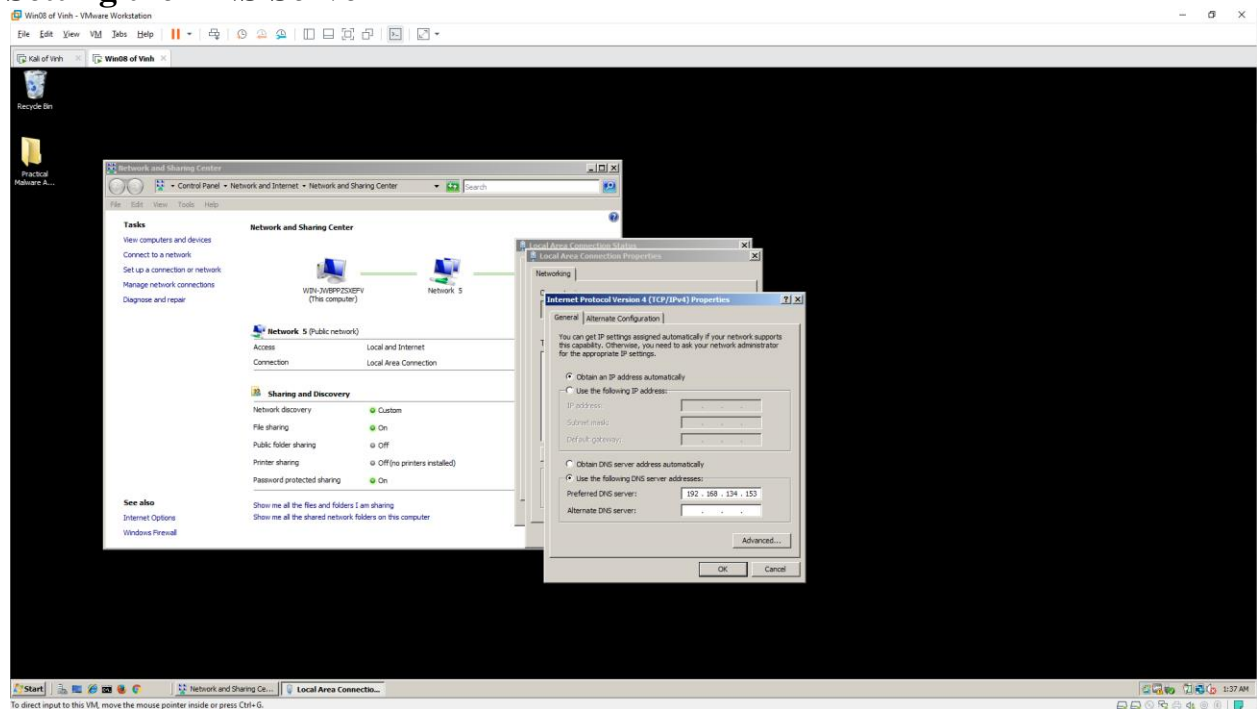 Win08 of Vinh - VMware Workstation
File Edit View VM Tabs Help
Kali of Vinh
Win08 of Vinh
Recycle Bin
Practical
Malware A...
Network and Sharing Center
Control Panel Network and Internet Network and Sharing Center
Search
File Edit View Tools Help
Tasks
View computers and devices
Connect to a network
Set up a connection or network
Manage network connections
Diagnose and repair
See also
Internet Options
Windows Firewall
Network and Sharing Center
(This computer)
Network 5
Network 5 (Public network)
Access Local and Internet
Connection Local Area Connection
Sharing and Discovery
Network discovery Custom
File sharing On
Public folder sharing Off
Printer sharing Off (no printers installed)
Password protected sharing On
Show me all the files and folders I am sharing
Show me all the shared network folders on this computer
Local Area Connection Status
Local Area Connection Properties
Networking
Internet Protocol Version 4 (TCP/IPv4) Properties
General Alternate Configuration
You can get IP settings assigned automatically if your network supports
this capability. Otherwise, you need to ask your network administrator
for the appropriate IP settings.
Obtain an IP address automatically
Use the following IP address:
IP address:
Subnet mask:
Default gateway:
Obtain DNS server address automatically
Use the following DNS server addresses:
Preferred DNS server: 192 . 168 . 134 . 153
Alternate DNS server: . . .
Advanced...
OK Cancel
Start
Network and Sharing Ce...
Local Area Connectio...
1:37 AM
To direct input to this VM, move the mouse pointer inside or press Ctrl+G.